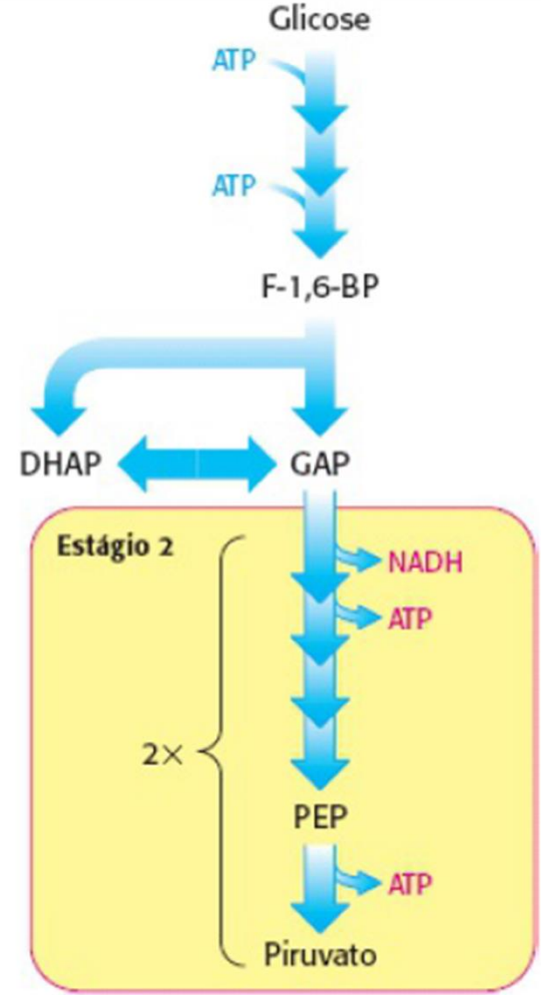 Glicose
ATP
ATP
F-1,6-BP
DHAP
GAP
Estágio 2
NADH
ATP
2×
PEP
ATP
Piruvato